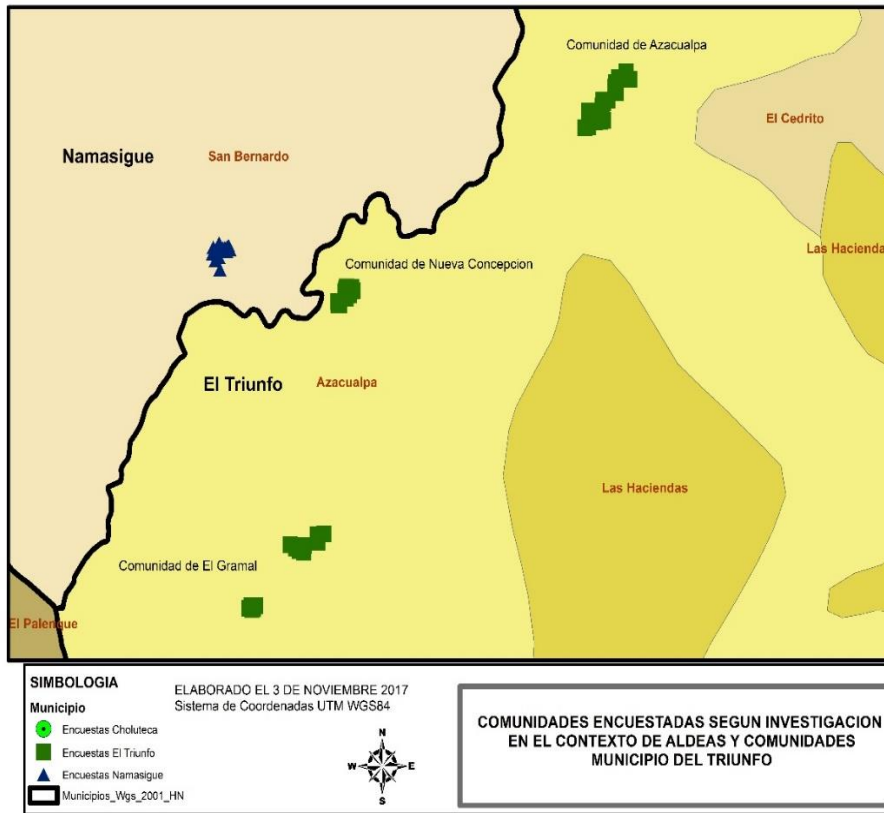 Comunidad de Azacualpa
El Cedrito
Namasigue
San Bernardo
Las Hacienda
Comunidad de Nueva Concepcion
El Triunfo
Azacualpa
Las Haciendas
Comunidad de El Gramal
El Palenque
SIMBOLOGIA
Municipio
Encuestas Choluteca
Encuestas El Triunfo
Encuestas Namasigue
Municipios_Wgs_2001_HN
ELABORADO EL 3 DE NOVIEMBRE 2017
Sistema de Coordenadas UTM WGS84
N
W E
S
COMUNIDADES ENCUESTADAS SEGUN INVESTIGACION
EN EL CONTEXTO DE ALDEAS Y COMUNIDADES
MUNICIPIO DEL TRIUNFO